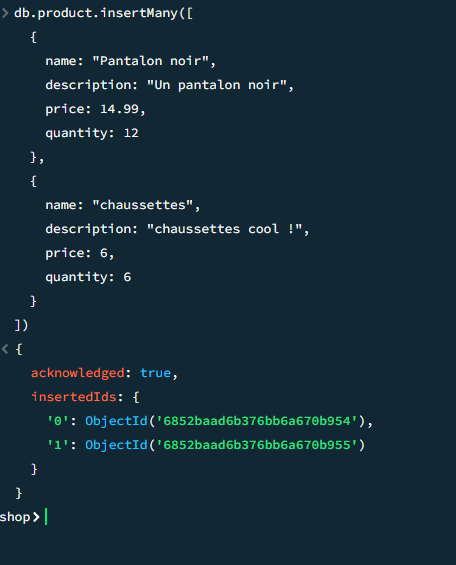 > db.product.insertMany([
    {
      name: "Pantalon noir",
      description: "Un pantalon noir",
      price: 14.99,
      quantity: 12
    },
    {
      name: "chaussettes",
      description: "chaussettes cool !",
      price: 6,
      quantity: 6
    }
  ])
< {
    acknowledged: true,
    insertedIds: {
      '0': ObjectId('6852baad6b376bb6a670b954'),
      '1': ObjectId('6852baad6b376bb6a670b955')
    }
  }
shop>